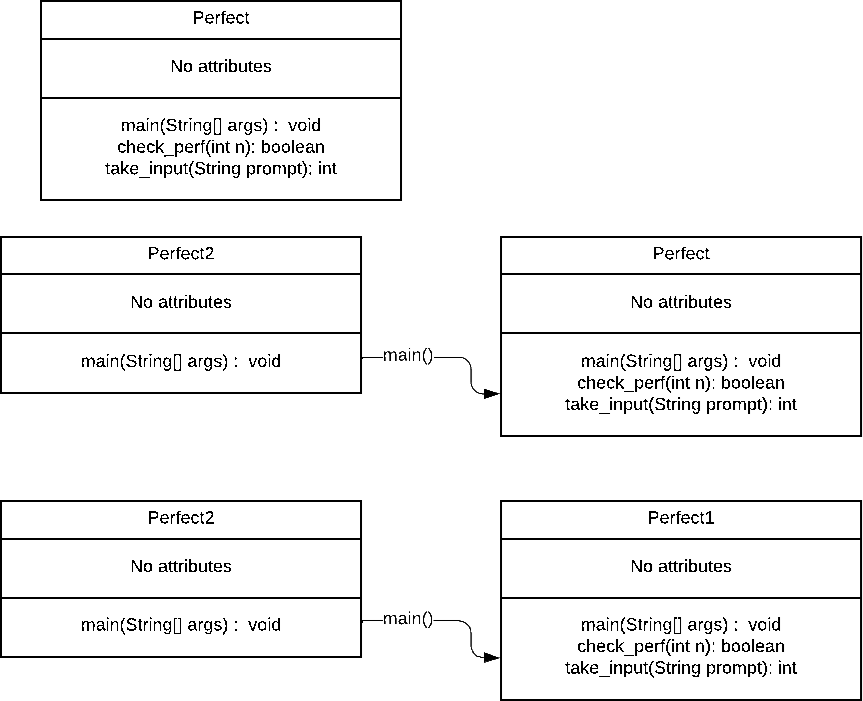 Perfect
No attributes
main(String[] args) : void
check_perf(int n): boolean
take_input(String prompt): int
Perfect2
No attributes
main(String[] args) : void
main()
Perfect
No attributes
main(String[] args) : void
check_perf(int n): boolean
take_input(String prompt): int
Perfect2
No attributes
main(String[] args) : void
main()
Perfect1
No attributes
main(String[] args) : void
check_perf(int n): boolean
take_input(String prompt): int